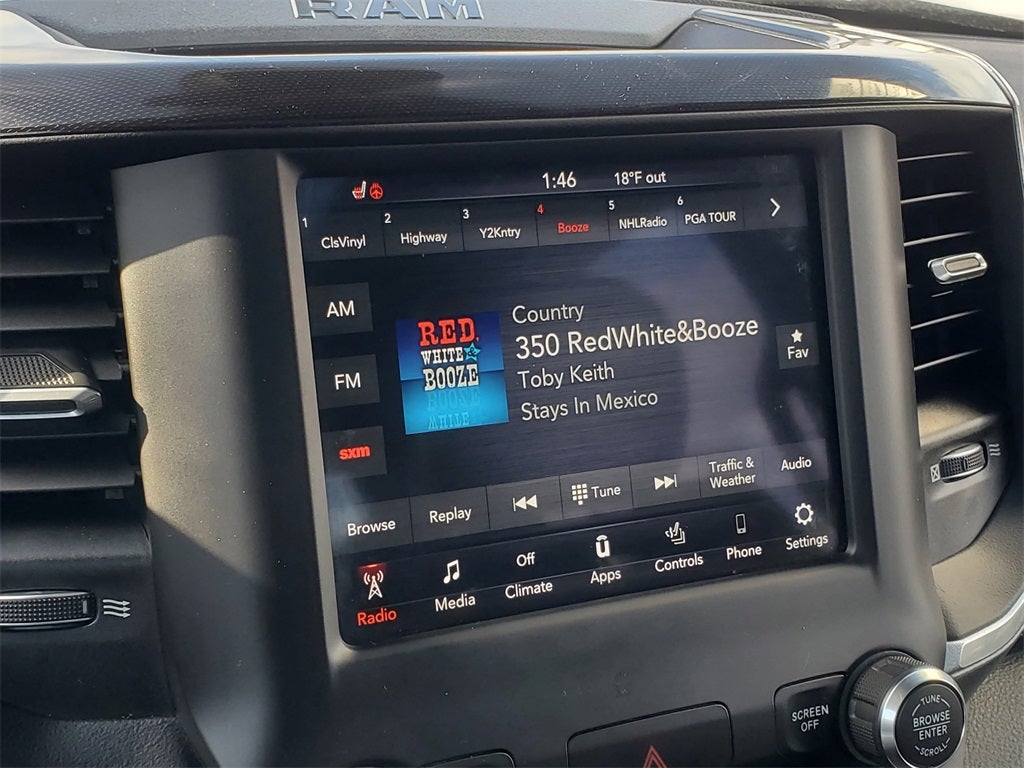 RAM
1:46 18°F out
1 ClsVinyl 2 Highway 3 Y2Kntry 4 Booze 5 NHLRadio 6 PGA TOUR
AM
FM
sxm
RED,
WHITE
BOOZE
Country
350 RedWhite&Booze
Toby Keith
Stays In Mexico
Fav
Browse Replay Tune Traffic &
Weather Audio
Off
Radio Media Climate Apps Controls Phone Settings
SCREEN
OFF
TUNE
BROWSE
ENTER
SCROLL